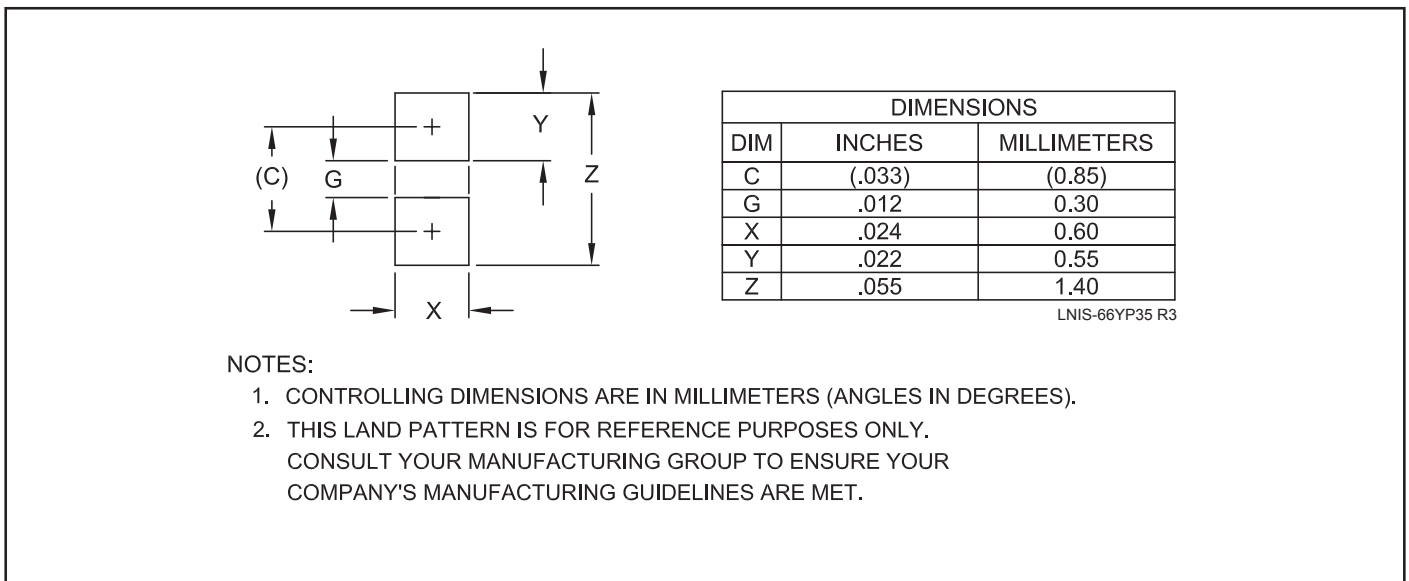 (C)
G
Y
Z
X
DIMENSIONS
DIM INCHES MILLIMETERS
C (.033) (0.85)
G .012 0.30
X .024 0.60
Y .022 0.55
Z .055 1.40
LNIS-66YP35 R3
NOTES:
1. CONTROLLING DIMENSIONS ARE IN MILLIMETERS (ANGLES IN DEGREES).
2. THIS LAND PATTERN IS FOR REFERENCE PURPOSES ONLY.
CONSULT YOUR MANUFACTURING GROUP TO ENSURE YOUR
COMPANY'S MANUFACTURING GUIDELINES ARE MET.